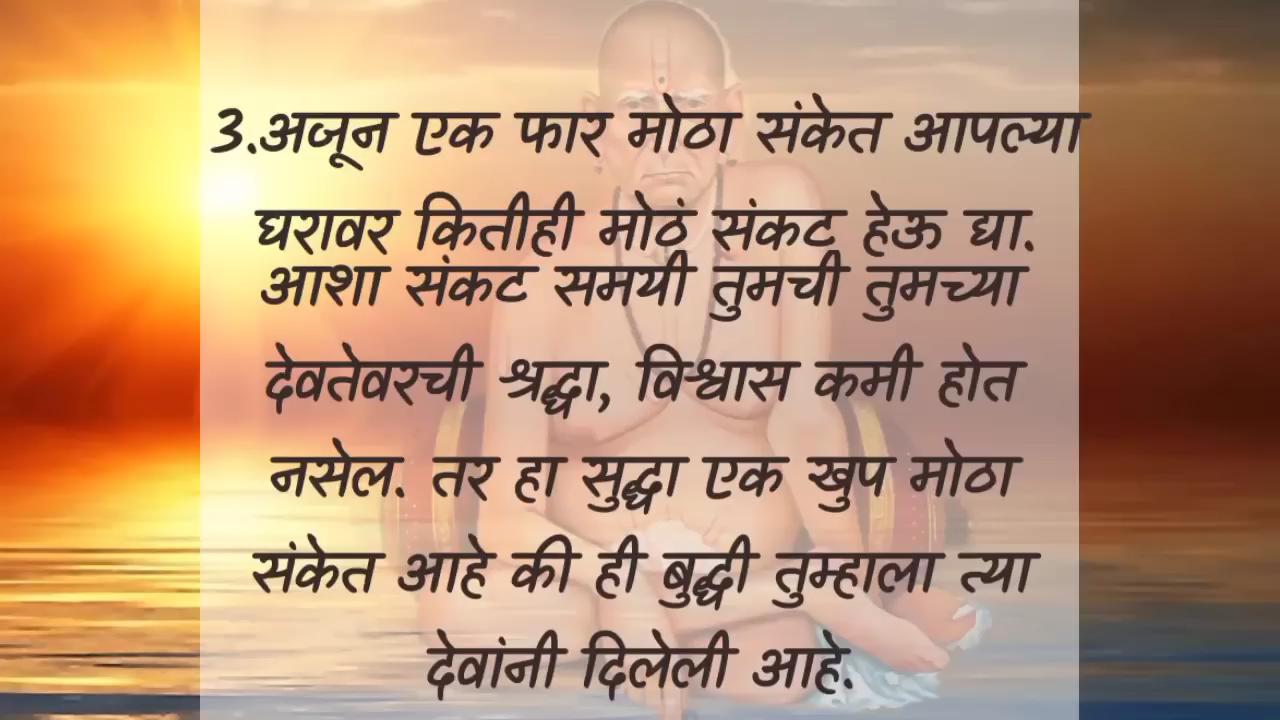 3.अजून एक फार मोठा संकेत आपल्या
घरावर कितीही मोठं संकट हेऊ द्या.
आशा संकट समयी तुमची तुमच्या
देवतेवरची श्रद्धा, विश्वास कमी होत
नसेल. तर हा सुद्धा एक खुप मोठा
संकेत आहे की ही बुद्धी तुम्हाला त्या
देवांनी दिलेली आहे.